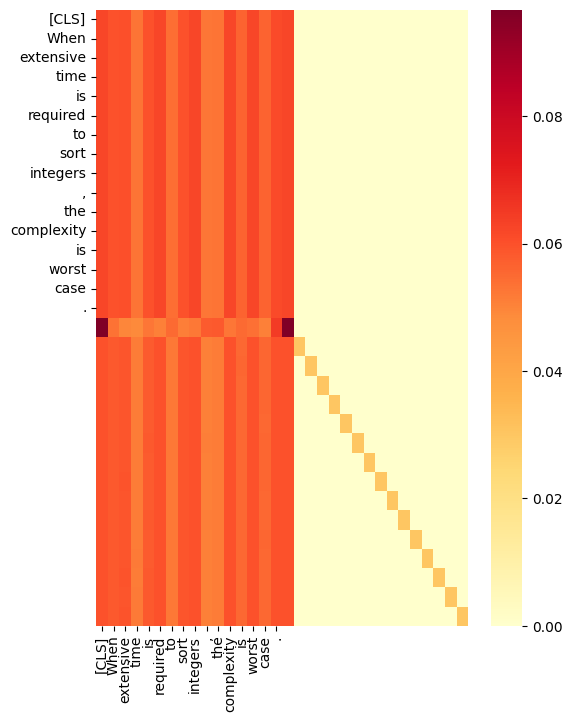 [CLS]
When
extensive
time
is
required
to
sort
integers
,
the
complexity
is
worst
case
.
0.08
0.06
0.04
0.02
0.00
[CLS]
When
extensive
time
is
required
to
sort
integers
,
the
complexity
is
worst
case
.